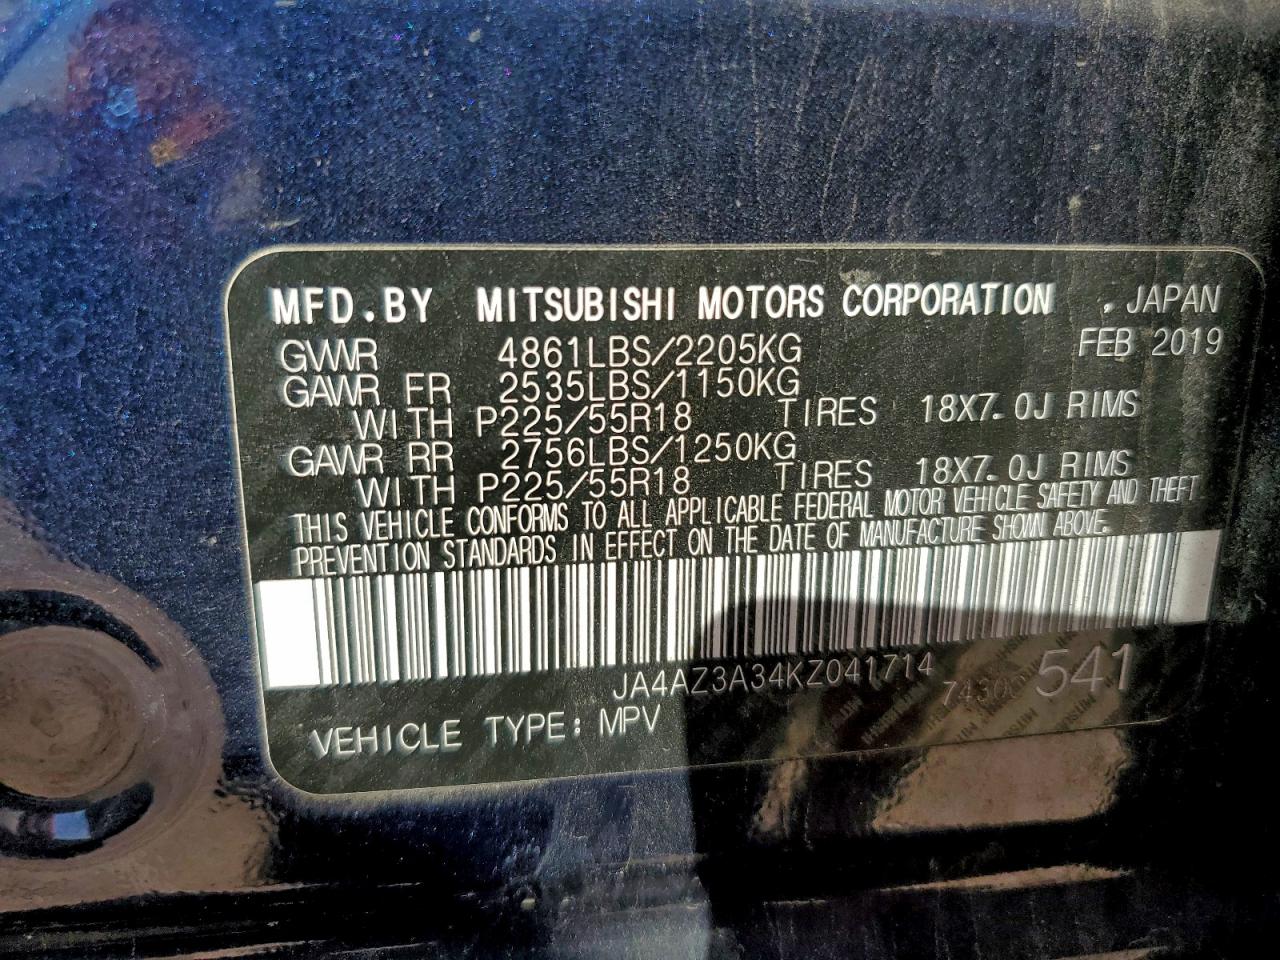 MFD.BY MITSUBISHI MOTORS CORPORATION , JAPAN
GVWR 4861LBS/2205KG FEB 2019
GAWR FR 2535LBS/1150KG
WITH P225/55R18 TIRES 18X7.0J RIMS
GAWR RR 2756LBS/1250KG
WITH P225/55R18 TIRES 18X7.0J RIMS
THIS VEHICLE CONFORMS TO ALL APPLICABLE FEDERAL MOTOR VEHICLE SAFETY AND THEFT
PREVENTION STANDARDS IN EFFECT ON THE DATE OF MANUFACTURE SHOWN ABOVE.
JA4AZ3A34KZ041714
541
VEHICLE TYPE: MPV